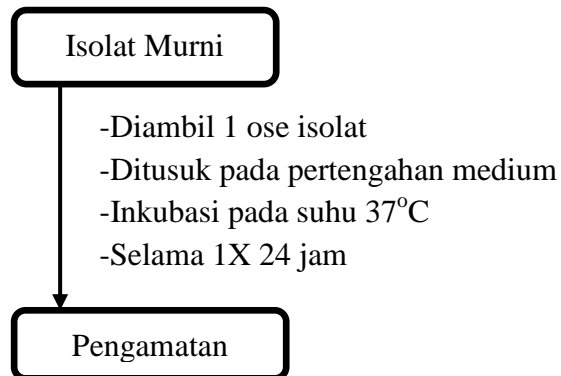 Isolat Murni
-Diambil 1 ose isolat
-Ditusuk pada pertengahan medium
-Inkubasi pada suhu 37°C
-Selama 1X 24 jam
Pengamatan